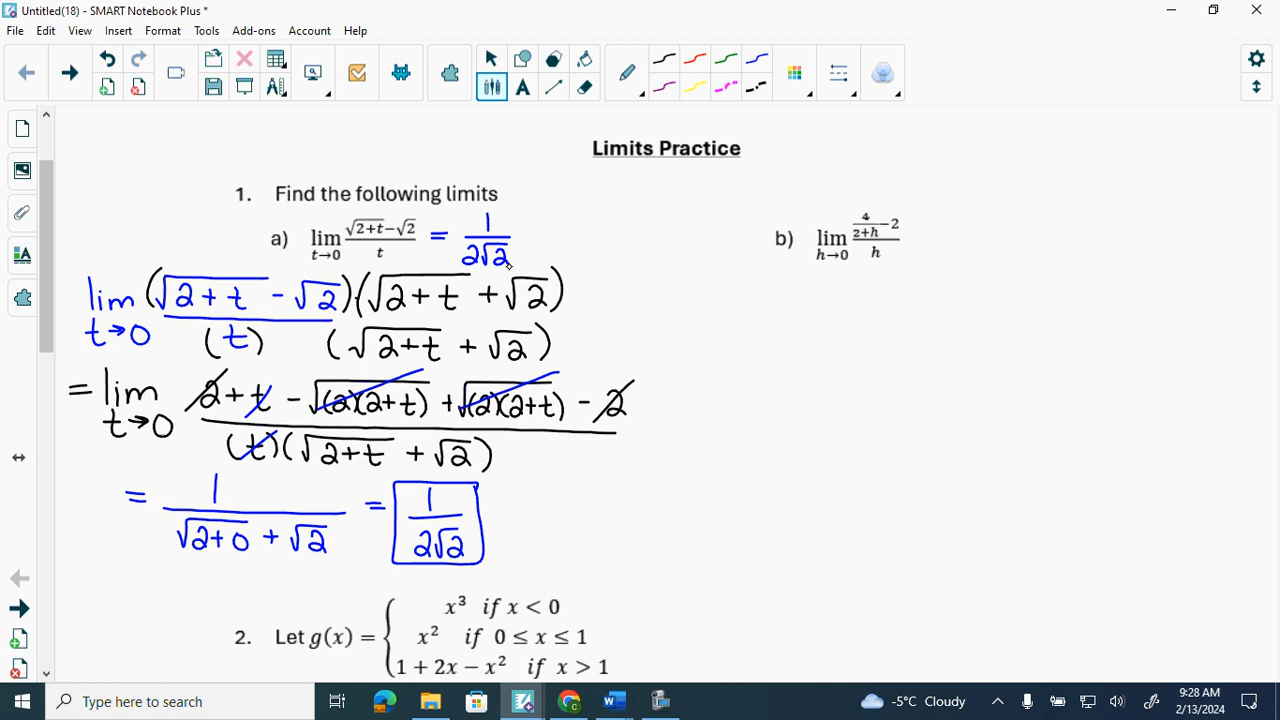 Untitled(18) - SMART Notebook Plus *
File Edit View Insert Format Tools Add-ons Account Help
Limits Practice
1. Find the following limits
a) lim t→0 (√(2+t)−√2)/t = 1/(2√2)
b) lim h→0 (4/(2+h)−2)/h
lim t→0 (√(2+t) - √2)·(√(2+t) + √2) / (t) (√(2+t) + √2)
= lim t→0 (2+t - √((2)(2+t)) + √((2)(2+t)) - 2) / ((t)(√(2+t) + √2))
= 1/(√(2+0) + √2) = 1/(2√2)
2. Let g(x) = { x³ if x < 0
x² if 0 ≤ x ≤ 1
1 + 2x − x² if x > 1
Type here to search
-5°C Cloudy
9:28 AM
2/13/2024